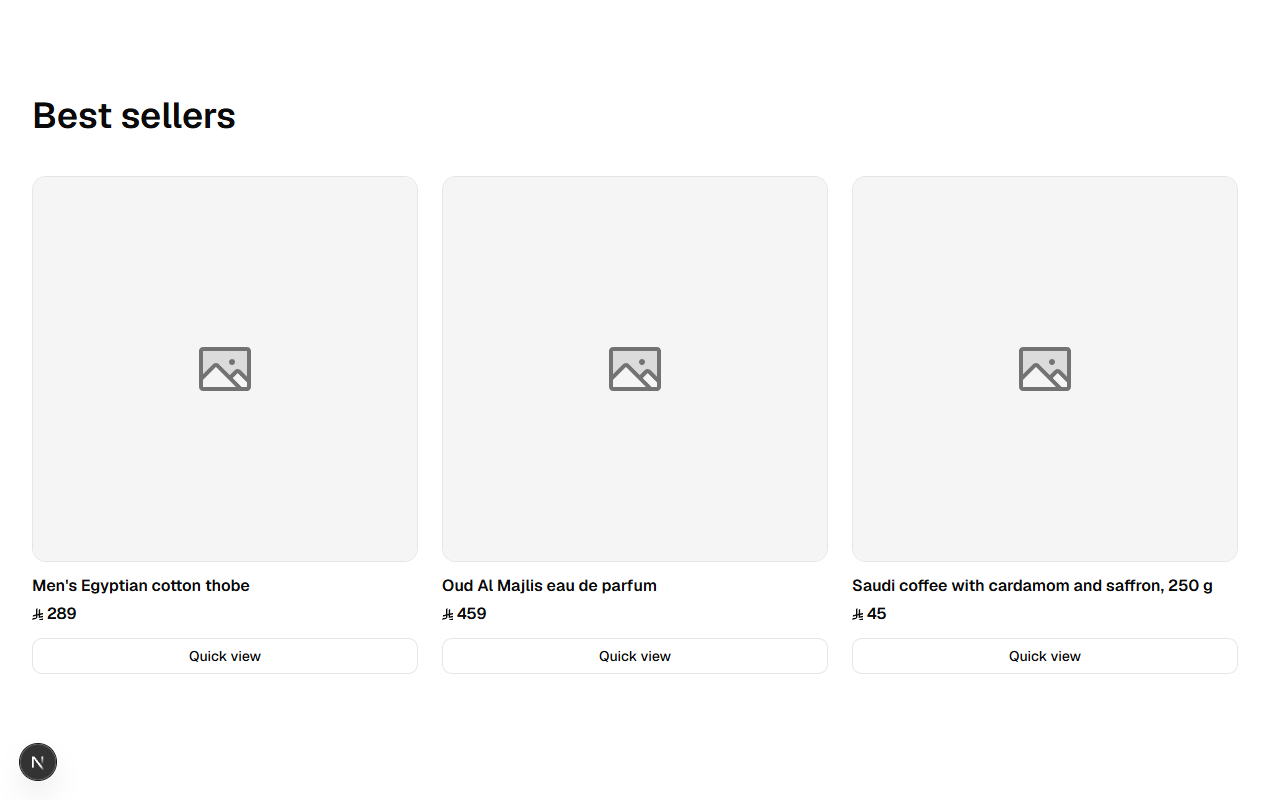 Best sellers
Men's Egyptian cotton thobe
Oud Al Majlis eau de parfum
Saudi coffee with cardamom and saffron, 250 g
⃁ 289
⃁ 459
⃁ 45
Quick view
Quick view
Quick view
N